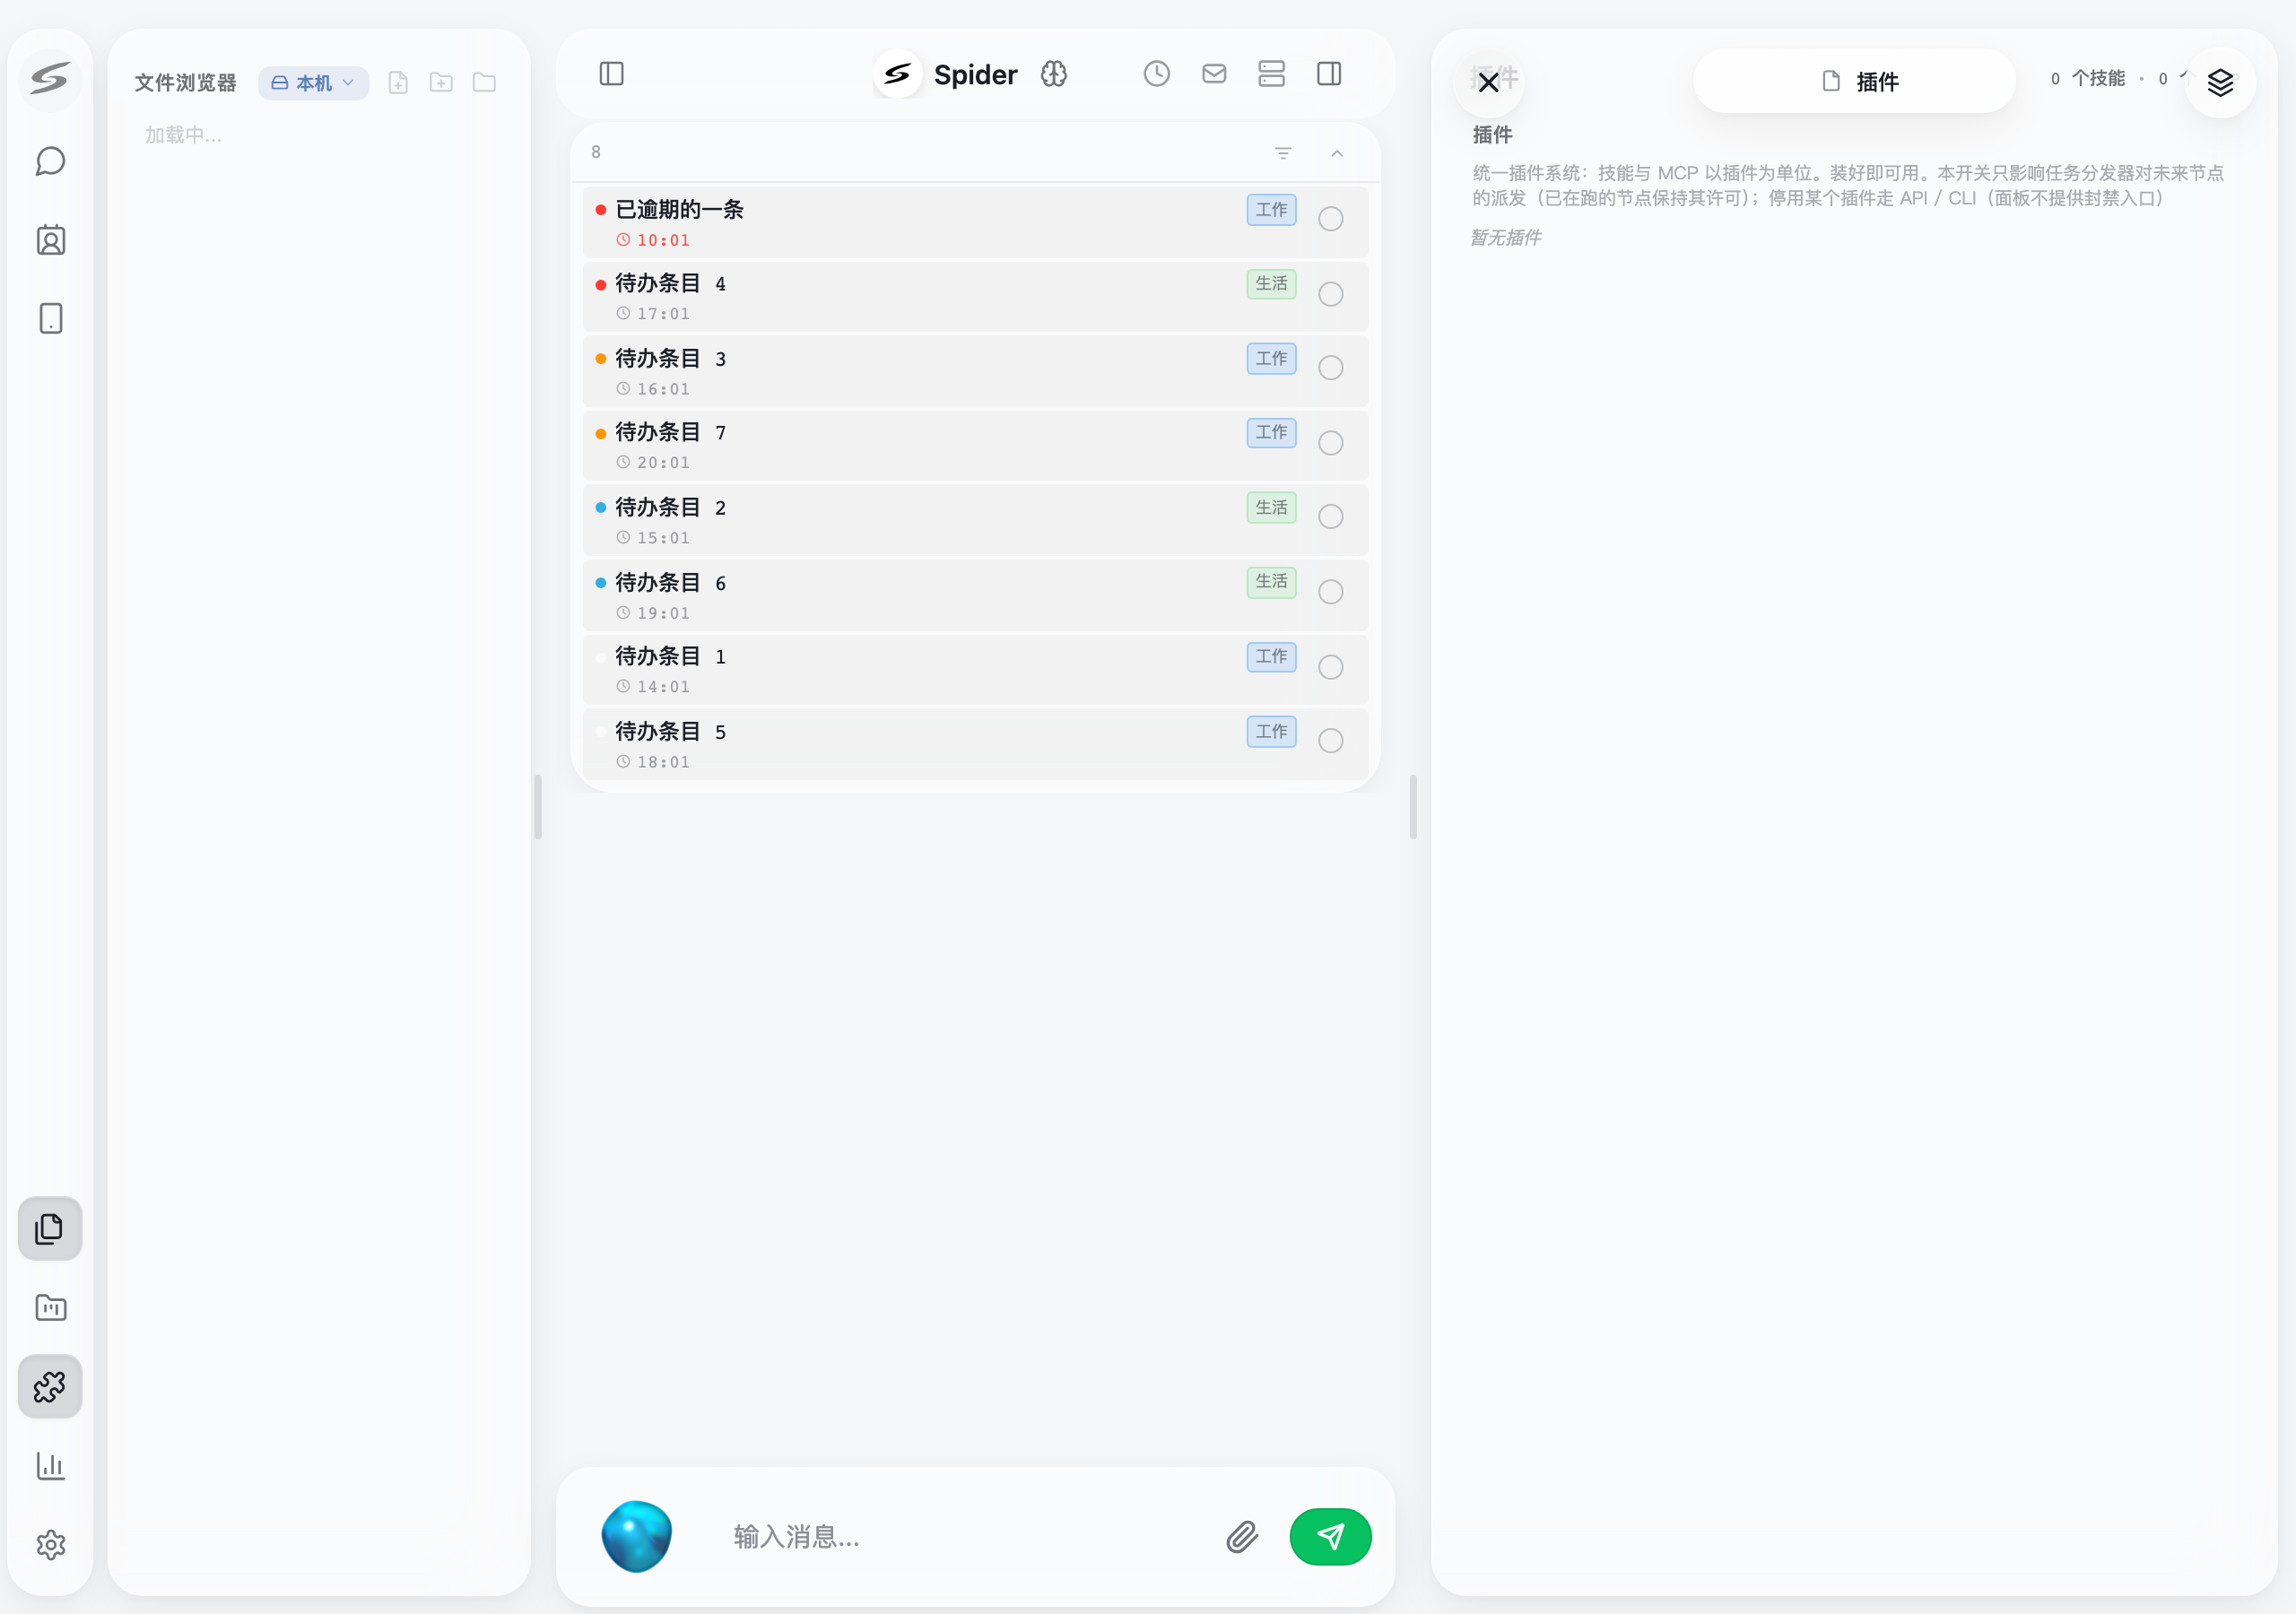 文件浏览器
本机
加载中...
Spider
8
已逾期的一条
工作
10:01
待办条目 4
生活
17:01
待办条目 3
工作
16:01
待办条目 7
工作
20:01
待办条目 2
生活
15:01
待办条目 6
生活
19:01
待办条目 1
工作
14:01
待办条目 5
工作
18:01
输入消息...
插件
插件
0 个技能 · 0 个
插件
统一插件系统：技能与 MCP 以插件为单位。装好即可用。本开关只影响任务分发器对未来节点
的派发（已在跑的节点保持其许可）；停用某个插件走 API / CLI（面板不提供封禁入口）
暂无插件